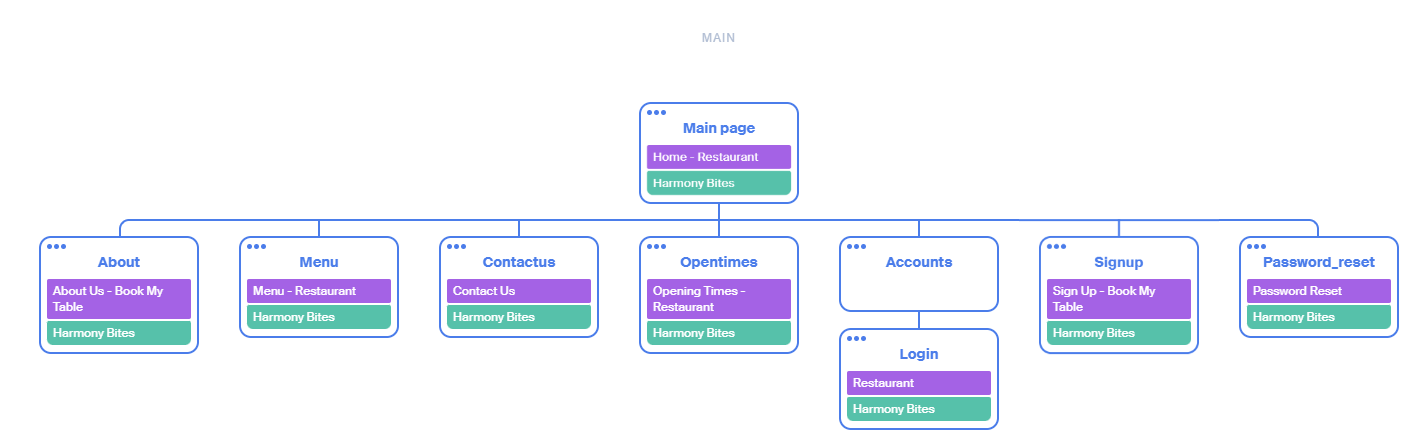 MAIN
Main page
Home - Restaurant
Harmony Bites
About
About Us - Book My
Table
Harmony Bites
Menu
Menu - Restaurant
Harmony Bites
Contactus
Contact Us
Harmony Bites
Opentimes
Opening Times -
Restaurant
Harmony Bites
Accounts
Login
Restaurant
Harmony Bites
Signup
Sign Up - Book My
Table
Harmony Bites
Password_reset
Password Reset
Harmony Bites